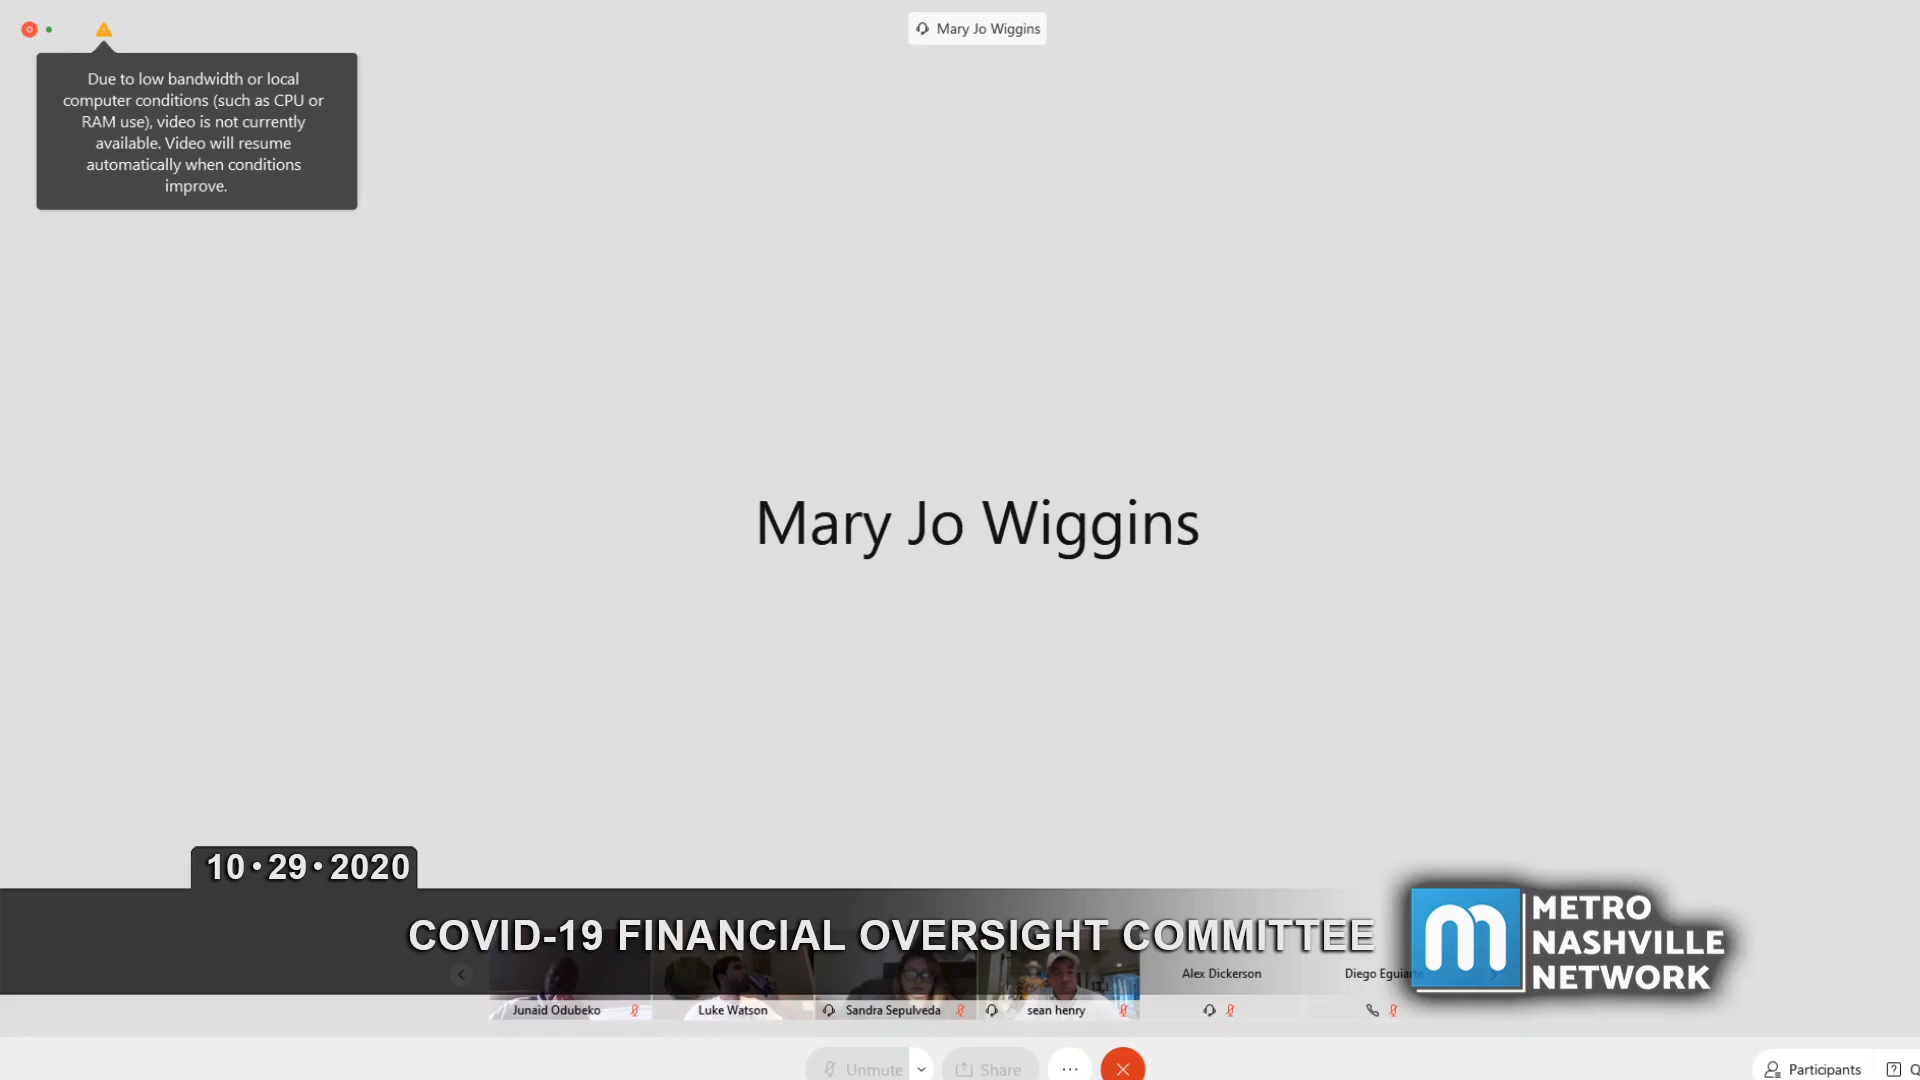 Mary Jo Wiggins
Due to low bandwidth or local
computer conditions (such as CPU or
RAM use), video is not currently
available. Video will resume
automatically when conditions
improve.
Mary Jo Wiggins
10•29•2020
COVID-19 FINANCIAL OVERSIGHT COMMITTEE
METRO
NASHVILLE
NETWORK
Alex Dickerson
Diego Eguiarte
Junaid Odubeko
Luke Watson
Sandra Sepulveda
sean henry
Unmute
Share
Participants